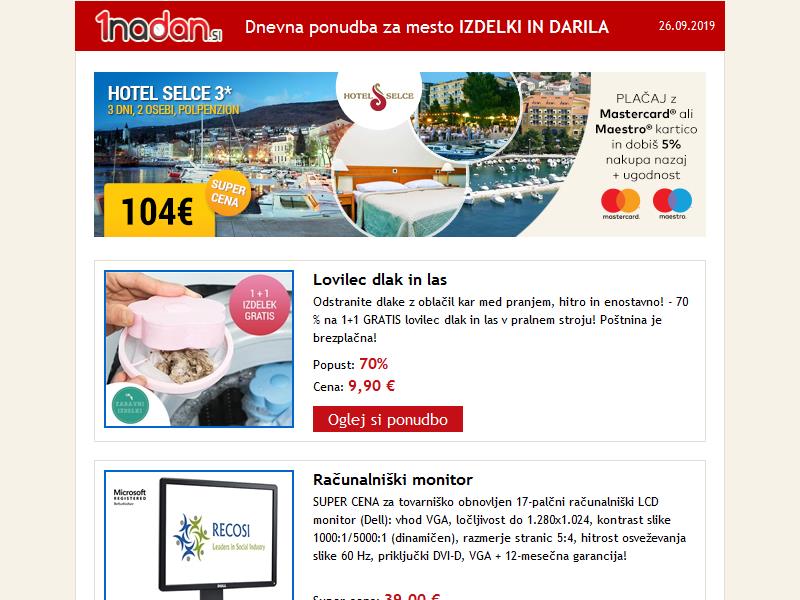 1nadan.si
Dnevna ponudba za mesto IZDELKI IN DARILA
26.09.2019
HOTEL SELCE 3*
3 DNI, 2 OSEBI, POLPENZION
104€
SUPER
CENA
HOTEL SELCE
PLAČAJ z
Mastercard® ali
Maestro® kartico
in dobiš 5%
nakupa nazaj
+ ugodnost
mastercard.
maestro.
1 + 1
IZDELEK
GRATIS
ZABAVNI
IZDELKI
Lovilec dlak in las
Odstranite dlake z oblačil kar med pranjem, hitro in enostavno! - 70
% na 1+1 GRATIS lovilec dlak in las v pralnem stroju! Poštnina je
brezplačna!
Popust: 70%
Cena: 9,90 €
Oglej si ponudbo
Microsoft
REGISTERED
Refurbisher
RECOSI
Leaders in Social Industry
DELL
Računalniški monitor
SUPER CENA za tovarniško obnovljen 17-palčni računalniški LCD
monitor (Dell): vhod VGA, ločljivost do 1.280x1.024, kontrast slike
1000:1/5000:1 (dinamičen), razmerje stranic 5:4, hitrost osveževanja
slike 60 Hz, priključki DVI-D, VGA + 12-mesečna garancija!
Super cena: 39,00 €